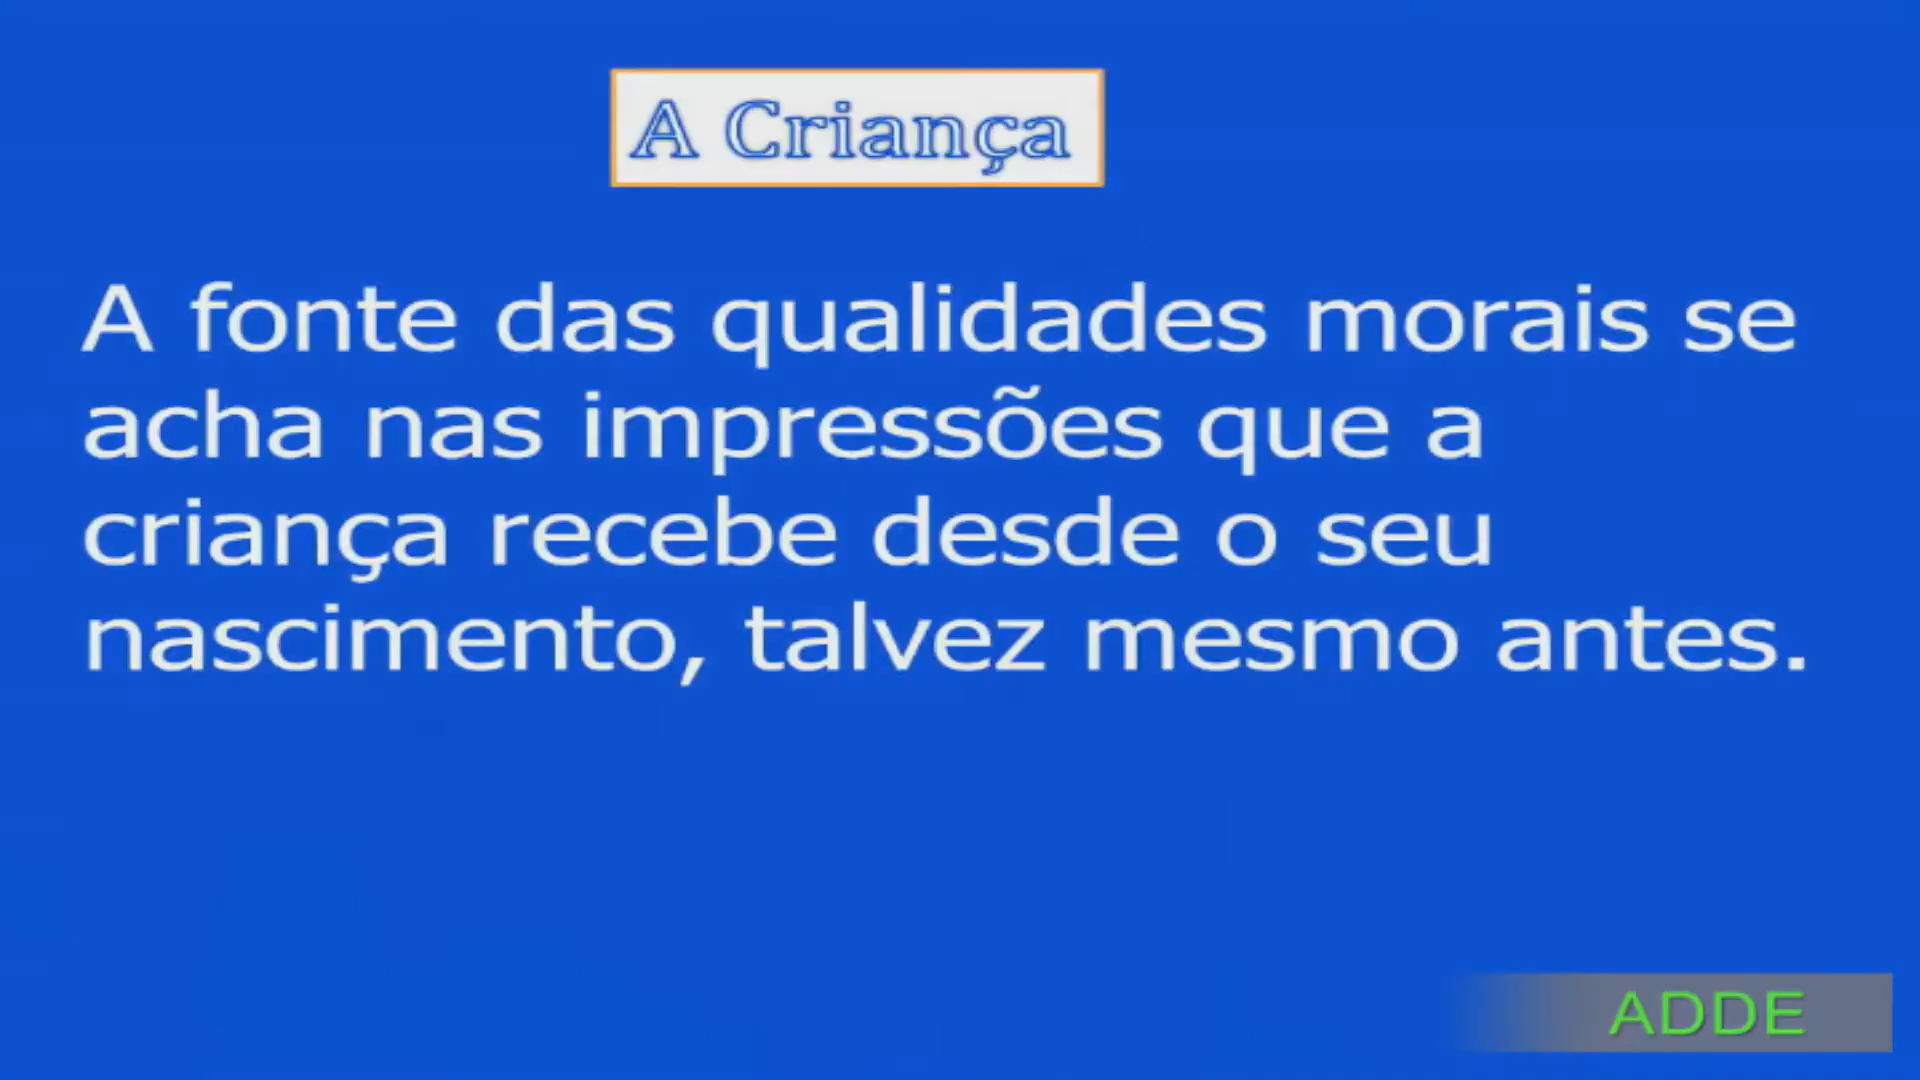 A Criança
A fonte das qualidades morais se
acha nas impressões que a
criança recebe desde o seu
nascimento, talvez mesmo antes.
ADDE